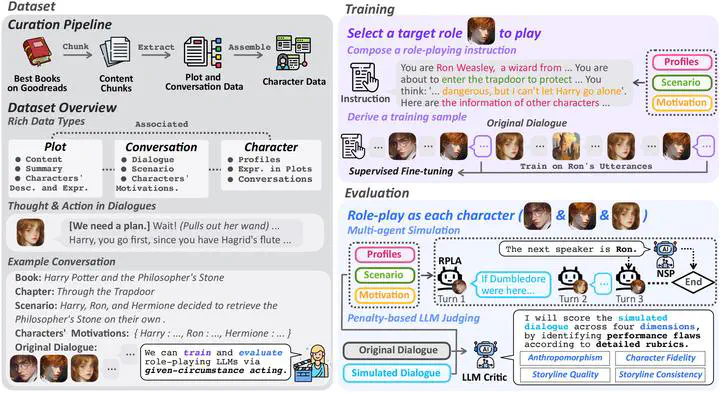 Dataset
Curation Pipeline
Chunk
Extract
Assemble
Best Books
on Goodreads
Content
Chunks
Plot and
Conversation Data
Character Data
Dataset Overview
Rich Data Types
Associated
Plot
● Content
● Summary
● Characters'
Desc. and Expr.
Conversation
● Dialogue
● Scenario
● Characters'
Motivations.
Character
● Profiles
● Expr. in Plots
● Conversations
Thought & Action in Dialogues
[We need a plan.] Wait! (Pulls out her wand) ...
Harry, you go first, since you have Hagrid's flute ...
Example Conversation
Book: Harry Potter and the Philosopher's Stone
Chapter: Through the Trapdoor
Scenario: Harry, Ron, and Hermione decided to retrieve the
Philosopher's Stone on their own .
Characters' Motivations: { Harry : ..., Ron : ..., Hermione : ... }
Original Dialogue:
...
...
We can train and evaluate
role-playing LLMs via
given-circumstance acting.
Training
Select a target role to play
Compose a role-playing instruction
Instruction
You are Ron Weasley, a wizard from ... You are
about to enter the trapdoor to protect ... You
think: '... dangerous, but I can't let Harry go alone'.
Here are the information of other characters ...
Profiles
Scenario
Motivation
Derive a training sample
Original Dialogue
... ... ... ... ... ... ... ...
Supervised Fine-tuning
Train on Ron's Utterances
Evaluation
Role-play as each character ( & & )
Multi-agent Simulation
Profiles
Scenario
Motivation
RPLA
Turn 1
If Dumbledore
were here...
Turn 2
...
Turn 3
The next speaker is Ron.
AI
NSP
End
Penalty-based LLM Judging
Original Dialogue
Simulated Dialogue
AI
LLM Critic
I will score the simulated
dialogue across four dimensions,
by identifying performance flaws
according to detailed rubrics.
Anthropomorphism
Character Fidelity
Storyline Quality
Storyline Consistency